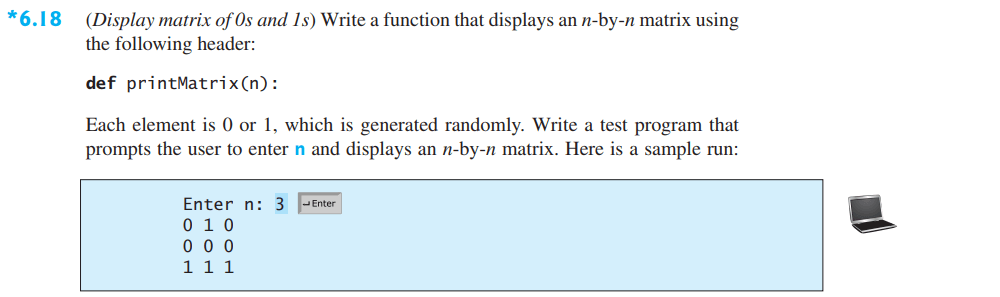 *6.18 (Display matrix of 0s and 1s) Write a function that displays an n-by-n matrix using
the following header:
def printMatrix(n):
Each element is 0 or 1, which is generated randomly. Write a test program that
prompts the user to enter n and displays an n-by-n matrix. Here is a sample run:
Enter n: 3 ↵Enter
0 1 0
0 0 0
1 1 1